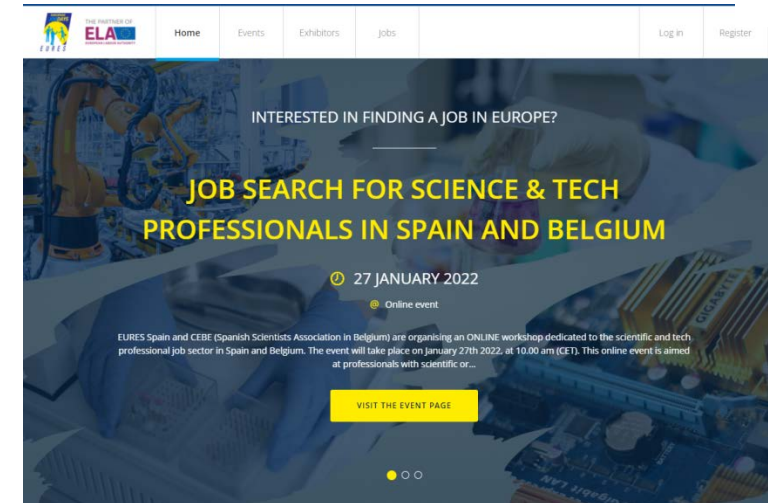 THE PARTNER OF
ELA
EUROPEAN LABOUR AUTHORITY
EURES
Home
Events
Exhibitors
Jobs
Log in
Register
INTERESTED IN FINDING A JOB IN EUROPE?
JOB SEARCH FOR SCIENCE & TECH
PROFESSIONALS IN SPAIN AND BELGIUM
27 JANUARY 2022
@ Online event
EURES Spain and CEBE (Spanish Scientists Association in Belgium) are organising an ONLINE workshop dedicated to the scientific and tech
professional job sector in Spain and Belgium. The event will take place on January 27th 2022, at 10.00 am (CET). This online event is aimed
at professionals with scientific or...
VISIT THE EVENT PAGE
GIGABYTE